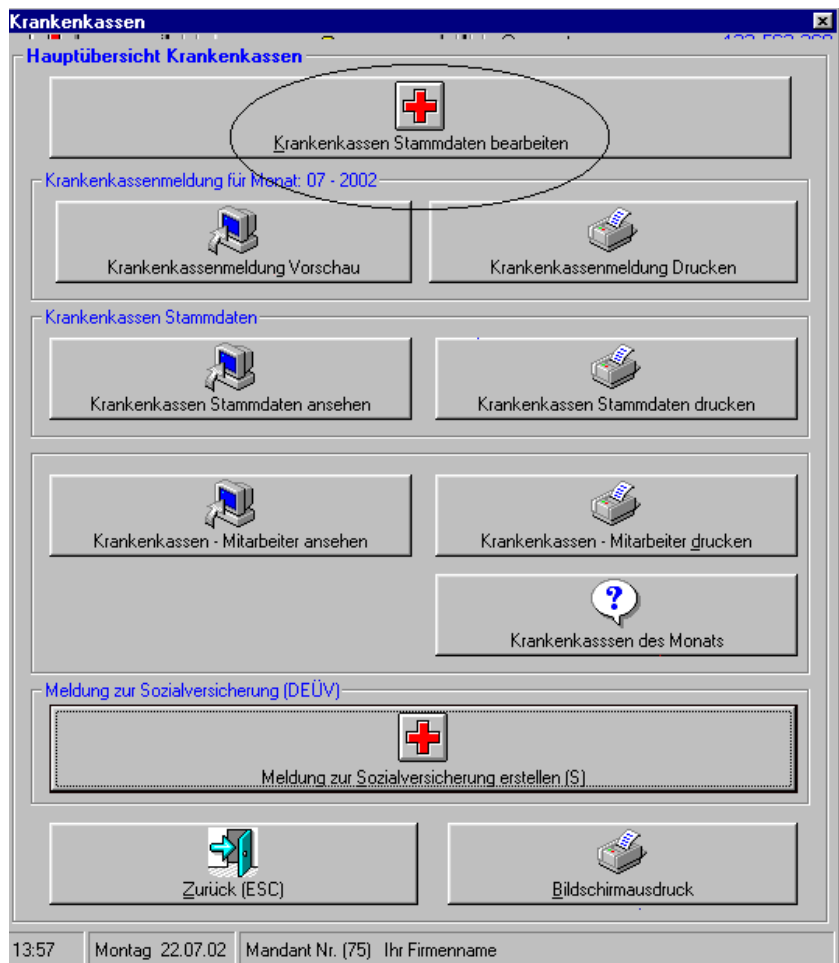 Krankenkassen
Hauptübersicht Krankenkassen
Krankenkassen Stammdaten bearbeiten
Krankenkassenmeldung für Monat: 07 - 2002
Krankenkassenmeldung Vorschau
Krankenkassenmeldung Drucken
Krankenkassen Stammdaten
Krankenkassen Stammdaten ansehen
Krankenkassen Stammdaten drucken
Krankenkassen - Mitarbeiter ansehen
Krankenkassen - Mitarbeiter drucken
?
Krankenkasssen des Monats
Meldung zur Sozialversicherung (DEÜV)
Meldung zur Sozialversicherung erstellen (S)
Zurück (ESC)
Bildschirmausdruck
13:57 Montag 22.07.02 Mandant Nr. (75) Ihr Firmenname